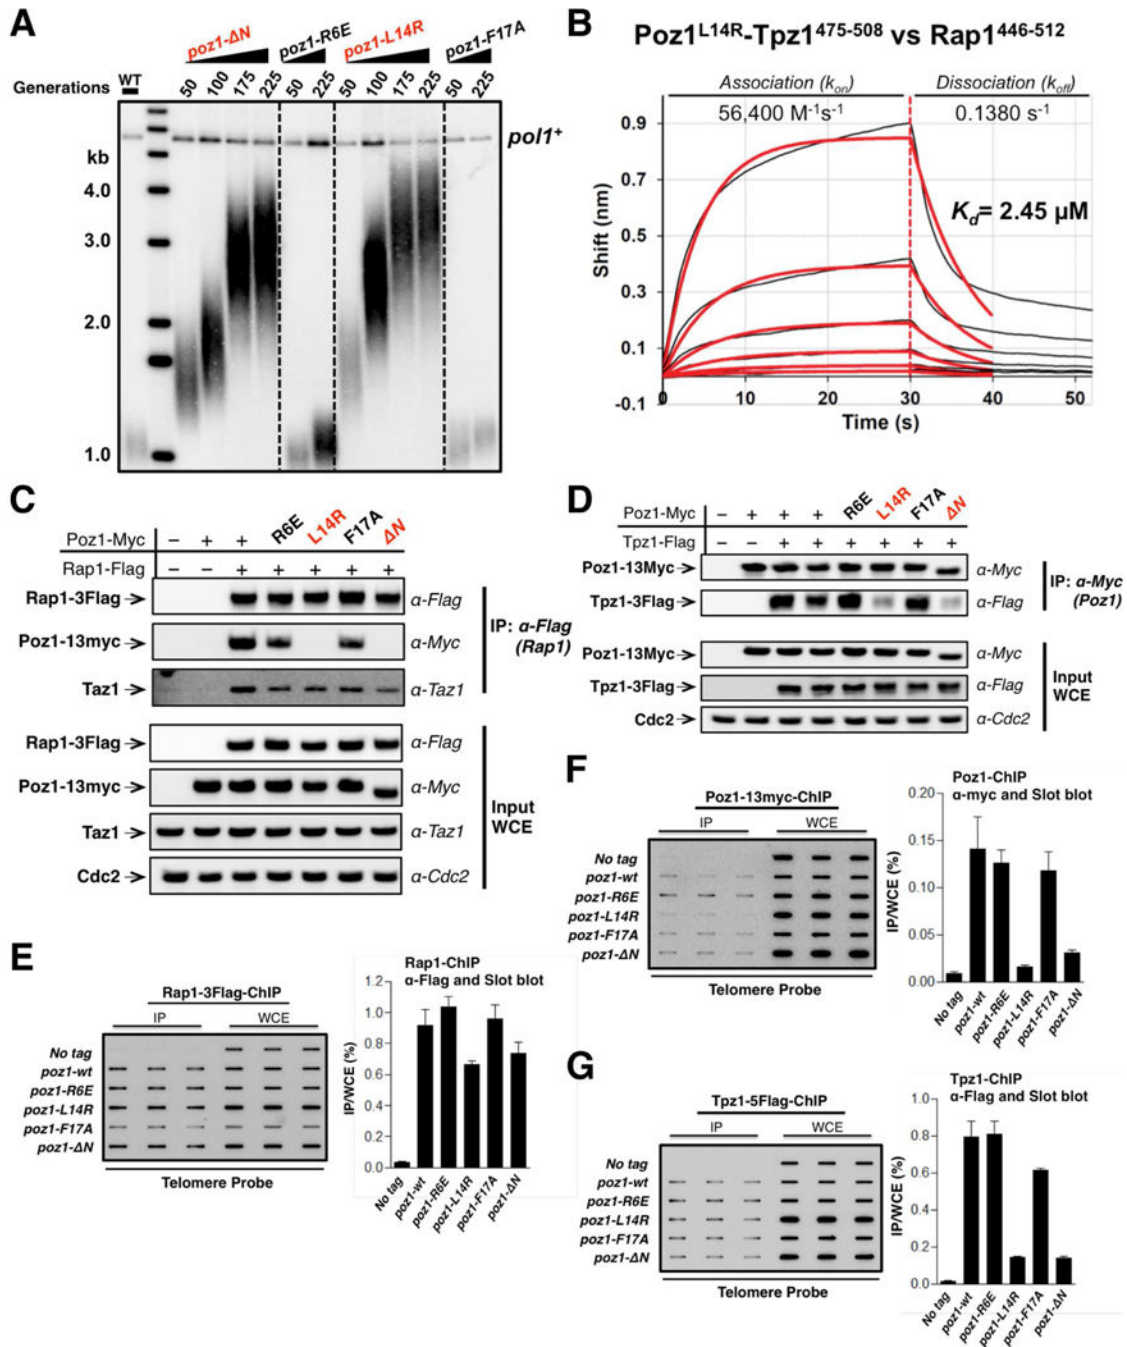 A
poz1-ΔN
poz1-R6E
poz1-L14R
poz1-F17A
Generations WT 50 100 175 225 50 225 50 100 175 225 50 225
pol1+
kb
4.0
3.0
2.0
1.0
B
Poz1L14R-Tpz1475-508 vs Rap1446-512
Association (kon) Dissociation (koff)
56,400 M-1s-1 0.1380 s-1
Kd= 2.45 µM
Shift (nm)
0.9
0.7
0.5
0.3
0.1
-0.1
0 10 20 30 40 50
Time (s)
C
Poz1-Myc – + + R6E L14R F17A ΔN
Rap1-Flag – – + + + + +
Rap1-3Flag α-Flag
Poz1-13myc α-Myc
Taz1 α-Taz1
IP: α-Flag
(Rap1)
Rap1-3Flag α-Flag
Poz1-13myc α-Myc
Taz1 α-Taz1
Cdc2 α-Cdc2
Input
WCE
D
Poz1-Myc – + + + R6E L14R F17A ΔN
Tpz1-Flag – – + + + + + +
Poz1-13Myc α-Myc
Tpz1-3Flag α-Flag
IP: α-Myc
(Poz1)
Poz1-13Myc α-Myc
Tpz1-3Flag α-Flag
Cdc2 α-Cdc2
Input
WCE
E
Rap1-3Flag-ChIP
IP WCE
No tag
poz1-wt
poz1-R6E
poz1-L14R
poz1-F17A
poz1-ΔN
Telomere Probe
Rap1-ChIP
α-Flag and Slot blot
IP/WCE (%)
1.2
1.0
0.8
0.6
0.4
0.2
0.0
No tag poz1-wt poz1-R6E poz1-L14R poz1-F17A poz1-ΔN
F
Poz1-13myc-ChIP
IP WCE
No tag
poz1-wt
poz1-R6E
poz1-L14R
poz1-F17A
poz1-ΔN
Telomere Probe
Poz1-ChIP
α-myc and Slot blot
IP/WCE (%)
0.20
0.15
0.10
0.05
0.00
No tag poz1-wt poz1-R6E poz1-L14R poz1-F17A poz1-ΔN
G
Tpz1-5Flag-ChIP
IP WCE
No tag
poz1-wt
poz1-R6E
poz1-L14R
poz1-F17A
poz1-ΔN
Telomere Probe
Tpz1-ChIP
α-Flag and Slot blot
IP/WCE (%)
0.8
0.6
0.4
0.2
0.0
No tag poz1-wt poz1-R6E poz1-L14R poz1-F17A poz1-ΔN